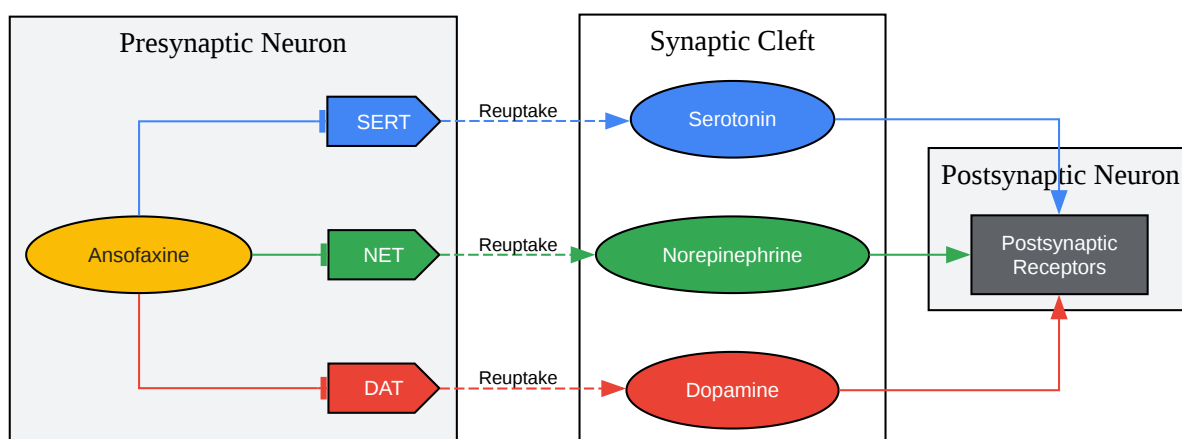 Presynaptic Neuron
Synaptic Cleft
SERT
Reuptake
Serotonin
Postsynaptic Neuron
Ansofaxine
NET
Reuptake
Norepinephrine
Postsynaptic
Receptors
DAT
Reuptake
Dopamine